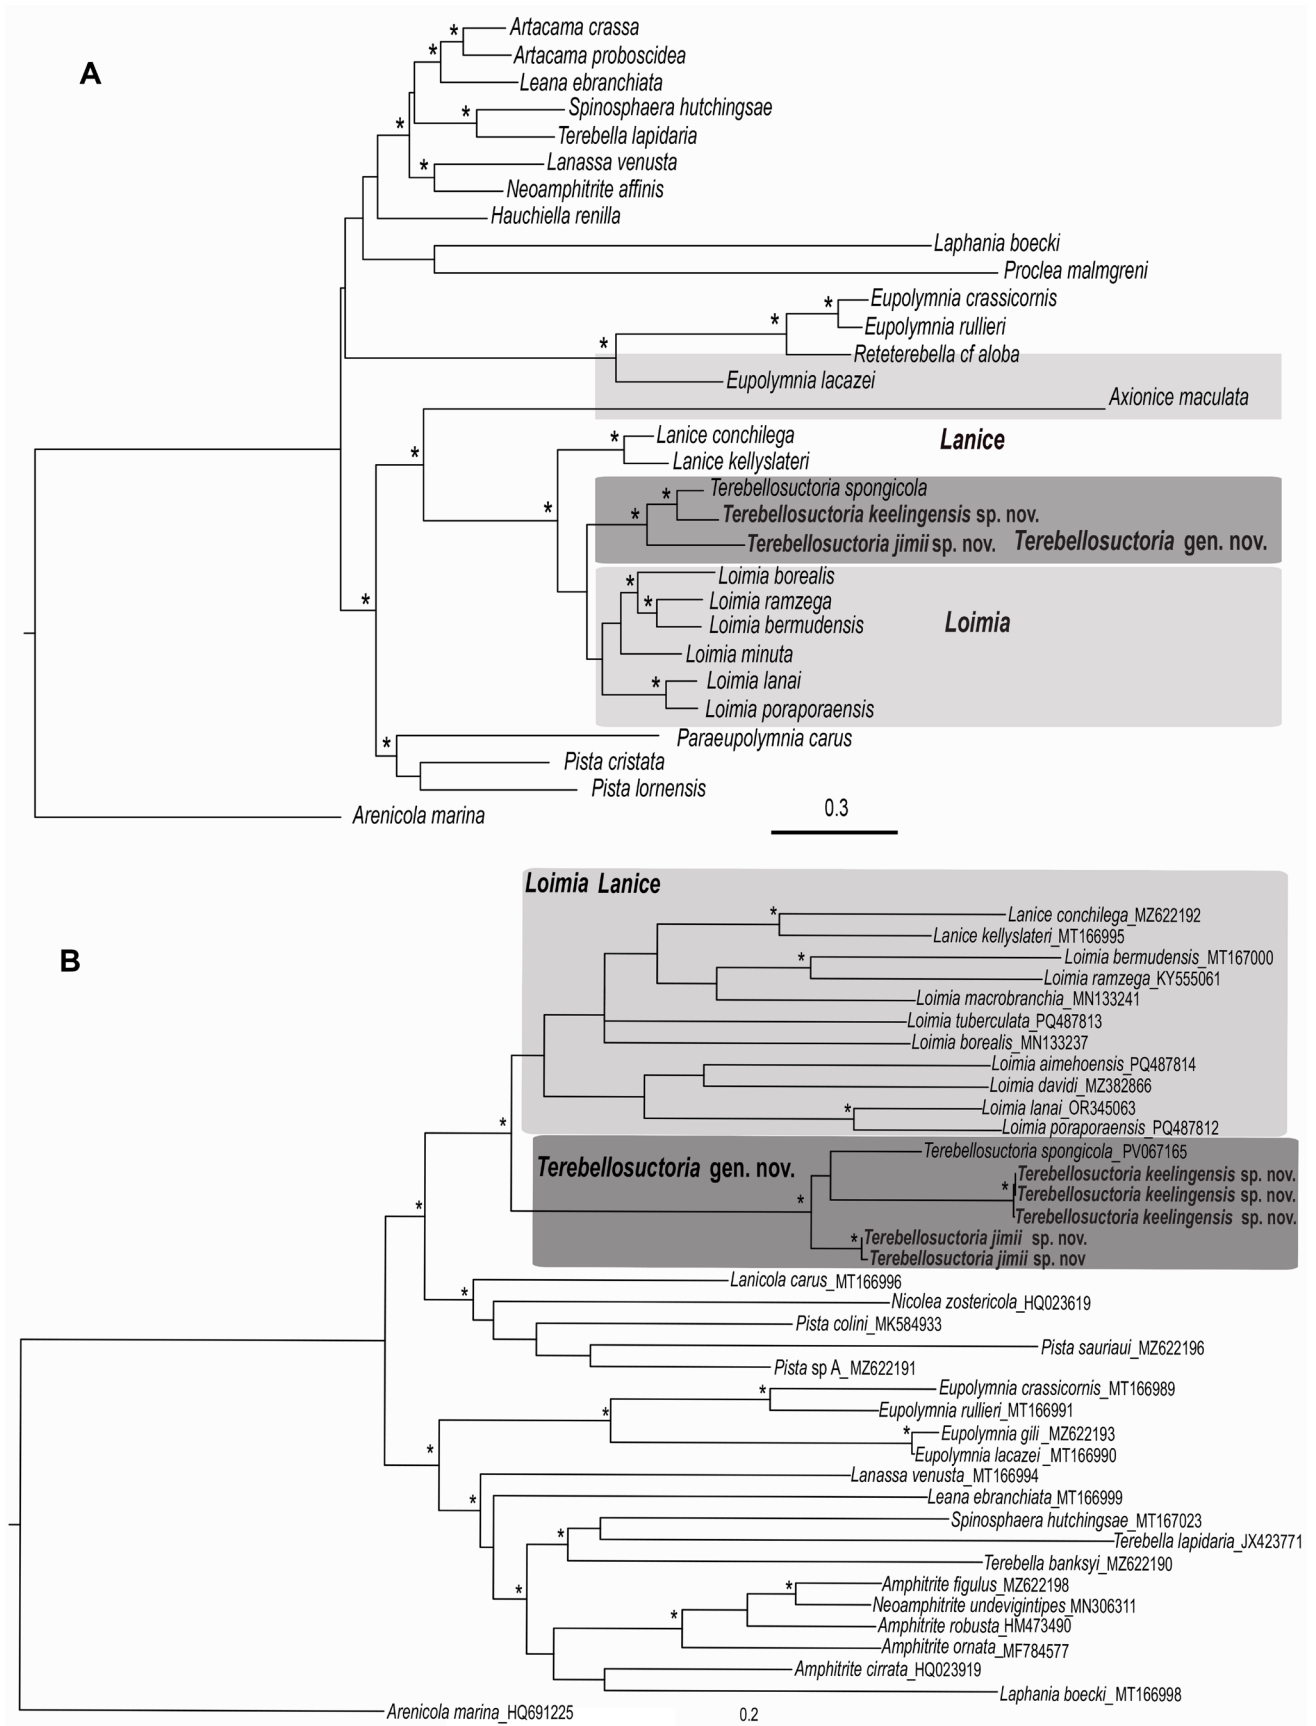 A
* Artacama crassa
* Artacama proboscidea
Leana ebranchiata
* Spinosphaera hutchingsae
* Terebella lapidaria
* Lanassa venusta
Neoamphitrite affinis
Hauchiella renilla
Laphania boecki
Proclea malmgreni
* Eupolymnia crassicornis
* Eupolymnia rullieri
* Reteterebella cf aloba
Eupolymnia lacazei
Axionice maculata
* Lanice conchilega Lanice
* Lanice kellyslateri
* Terebellosuctoria spongicola
* * Terebellosuctoria keelingensis sp. nov.
Terebellosuctoria jimii sp. nov. Terebellosuctoria gen. nov.
* Loimia borealis
* * Loimia ramzega
Loimia bermudensis Loimia
Loimia minuta
* Loimia lanai
Loimia poraporaensis
* Paraeupolymnia carus
Pista cristata
Pista lornensis
Arenicola marina
0.3
B
Loimia Lanice
* Lanice conchilega_MZ622192
Lanice kellyslateri_MT166995
* Loimia bermudensis_MT167000
Loimia ramzega_KY555061
Loimia macrobranchia_MN133241
Loimia tuberculata_PQ487813
Loimia borealis_MN133237
Loimia aimehoensis_PQ487814
Loimia davidi_MZ382866
* * Loimia lanai_OR345063
Loimia poraporaensis_PQ487812
Terebellosuctoria spongicola_PV067165
Terebellosuctoria gen. nov.
Terebellosuctoria keelingensis sp. nov.
* * Terebellosuctoria keelingensis sp. nov.
* Terebellosuctoria keelingensis sp. nov.
* Terebellosuctoria jimii sp. nov.
Terebellosuctoria jimii sp. nov
* Lanicola carus_MT166996
Nicolea zostericola_HQ023619
Pista colini_MK584933
Pista sauriaui_MZ622196
Pista sp A_MZ622191
* Eupolymnia crassicornis_MT166989
* Eupolymnia rullieri_MT166991
* * Eupolymnia gili_MZ622193
Eupolymnia lacazei_MT166990
Lanassa venusta_MT166994
* Leana ebranchiata_MT166999
Spinosphaera hutchingsae_MT167023
* Terebella lapidaria_JX423771
Terebella banksyi_MZ622190
* * Amphitrite figulus_MZ622198
Neoamphitrite undevigintipes_MN306311
* Amphitrite robusta_HM473490
Amphitrite ornata_MF784577
Amphitrite cirrata_HQ023919
Laphania boecki_MT166998
Arenicola marina_HQ691225
0.2